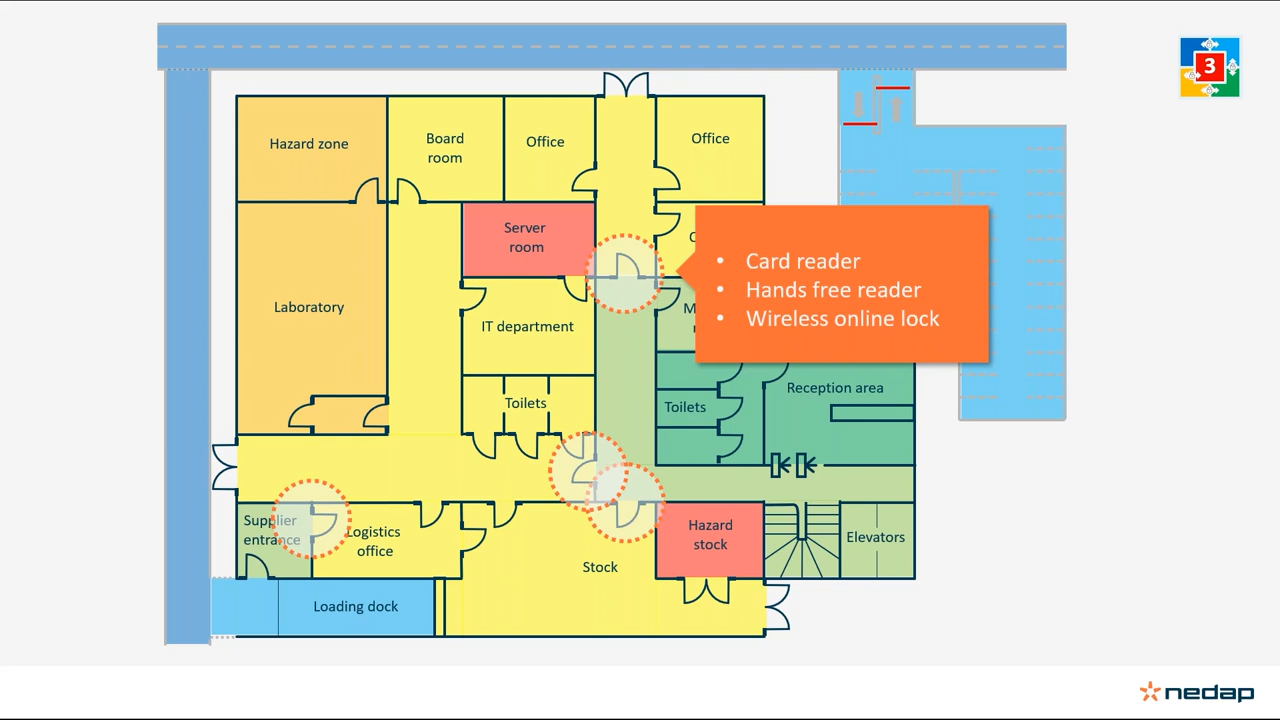 3
Hazard zone
Board
room
Office
Office
Server
room
• Card reader
• Hands free reader
• Wireless online lock
Laboratory
IT department
Reception area
Toilets
Toilets
Supplier
entrance
Logistics
office
Hazard
stock
Elevators
Stock
Loading dock
nedap